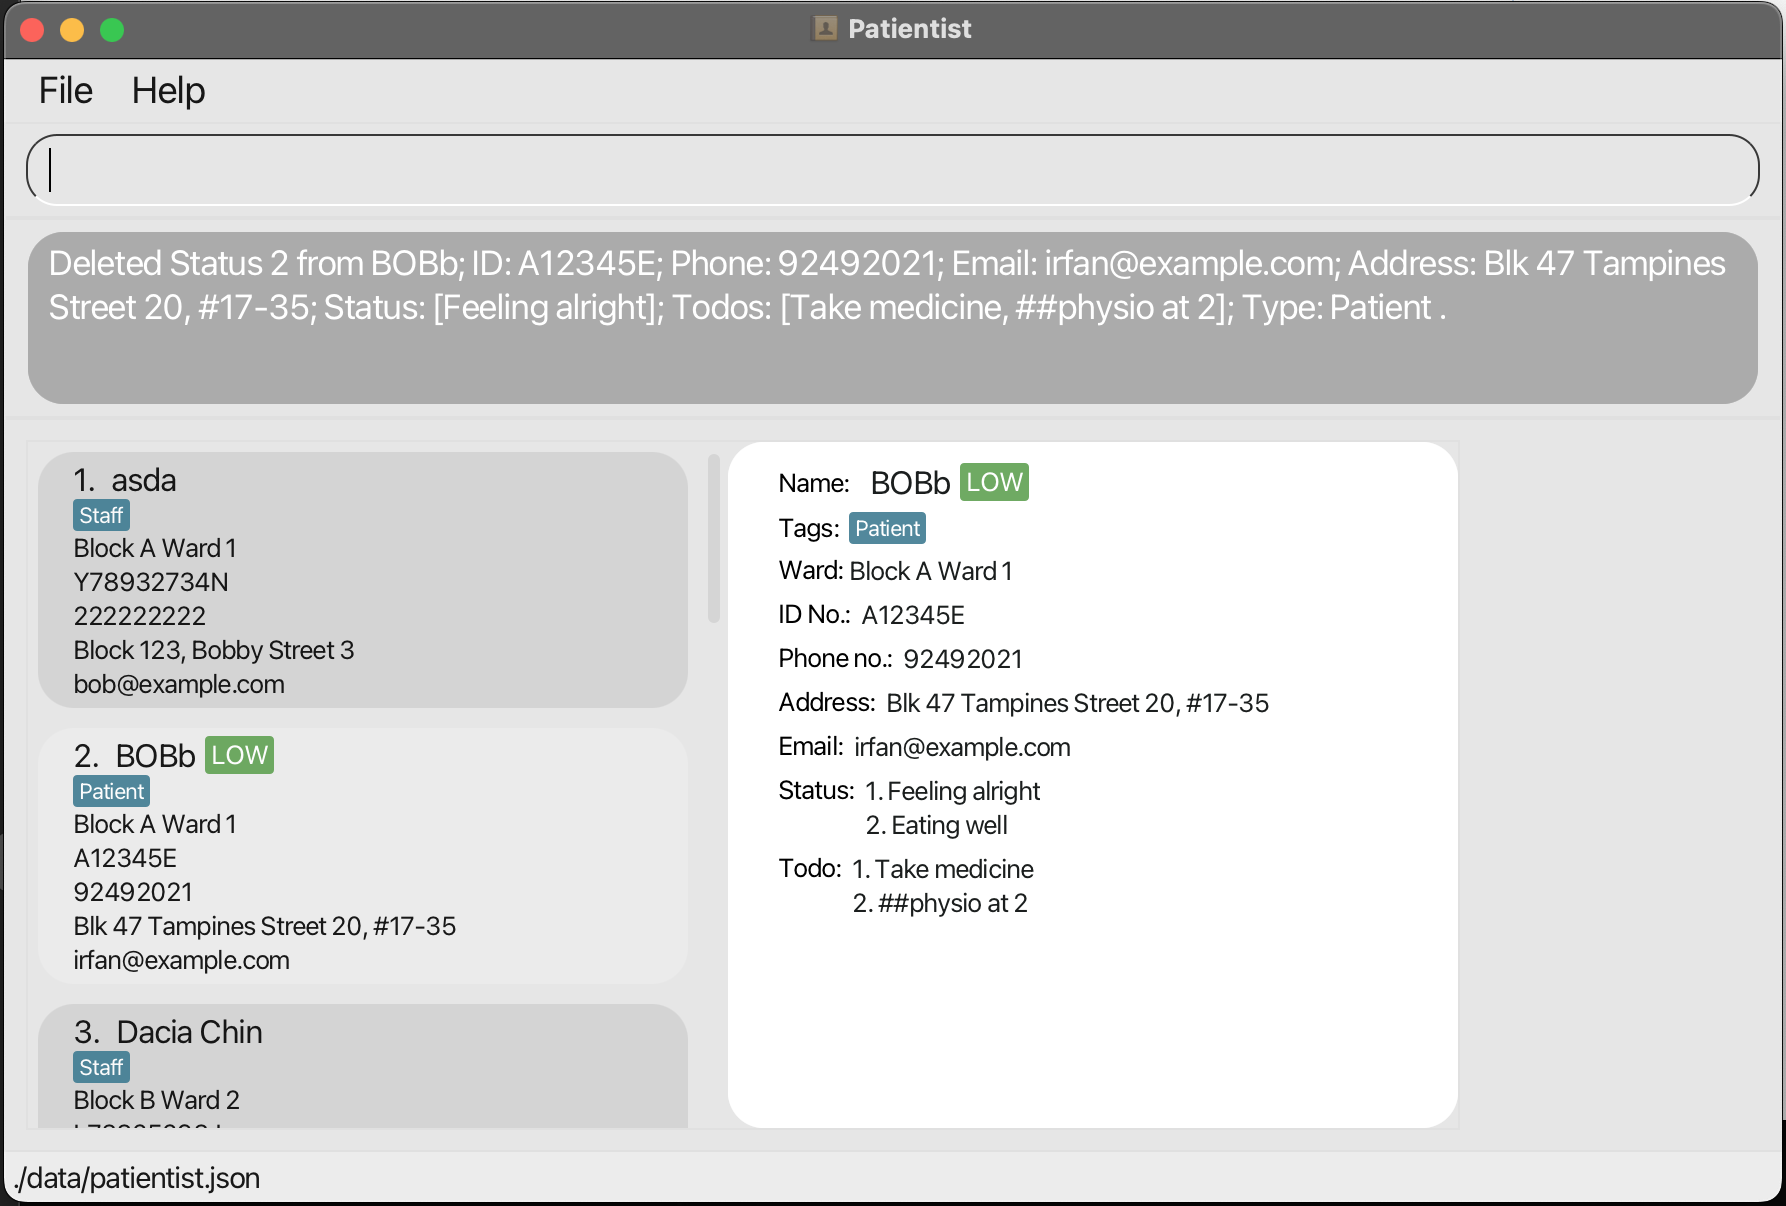 Patientist
File Help
Deleted Status 2 from BOBb; ID: A12345E; Phone: 92492021; Email: irfan@example.com; Address: Blk 47 Tampines
Street 20, #17-35; Status: [Feeling alright]; Todos: [Take medicine, ##physio at 2]; Type: Patient .
1. asda
Staff
Block A Ward 1
Y78932734N
222222222
Block 123, Bobby Street 3
bob@example.com
2. BOBb LOW
Patient
Block A Ward 1
A12345E
92492021
Blk 47 Tampines Street 20, #17-35
irfan@example.com
3. Dacia Chin
Staff
Block B Ward 2
Name: BOBb LOW
Tags: Patient
Ward: Block A Ward 1
ID No.: A12345E
Phone no.: 92492021
Address: Blk 47 Tampines Street 20, #17-35
Email: irfan@example.com
Status: 1. Feeling alright
2. Eating well
Todo: 1. Take medicine
2. ##physio at 2
./data/patientist.json